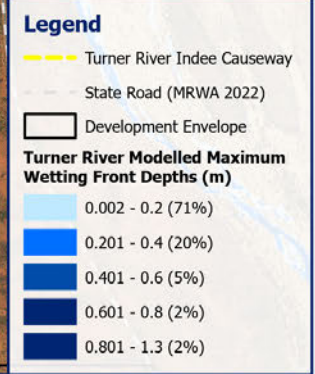 Legend
Turner River Indee Causeway
State Road (MRWA 2022)
Development Envelope
Turner River Modelled Maximum
Wetting Front Depths (m)
0.002 - 0.2 (71%)
0.201 - 0.4 (20%)
0.401 - 0.6 (5%)
0.601 - 0.8 (2%)
0.801 - 1.3 (2%)